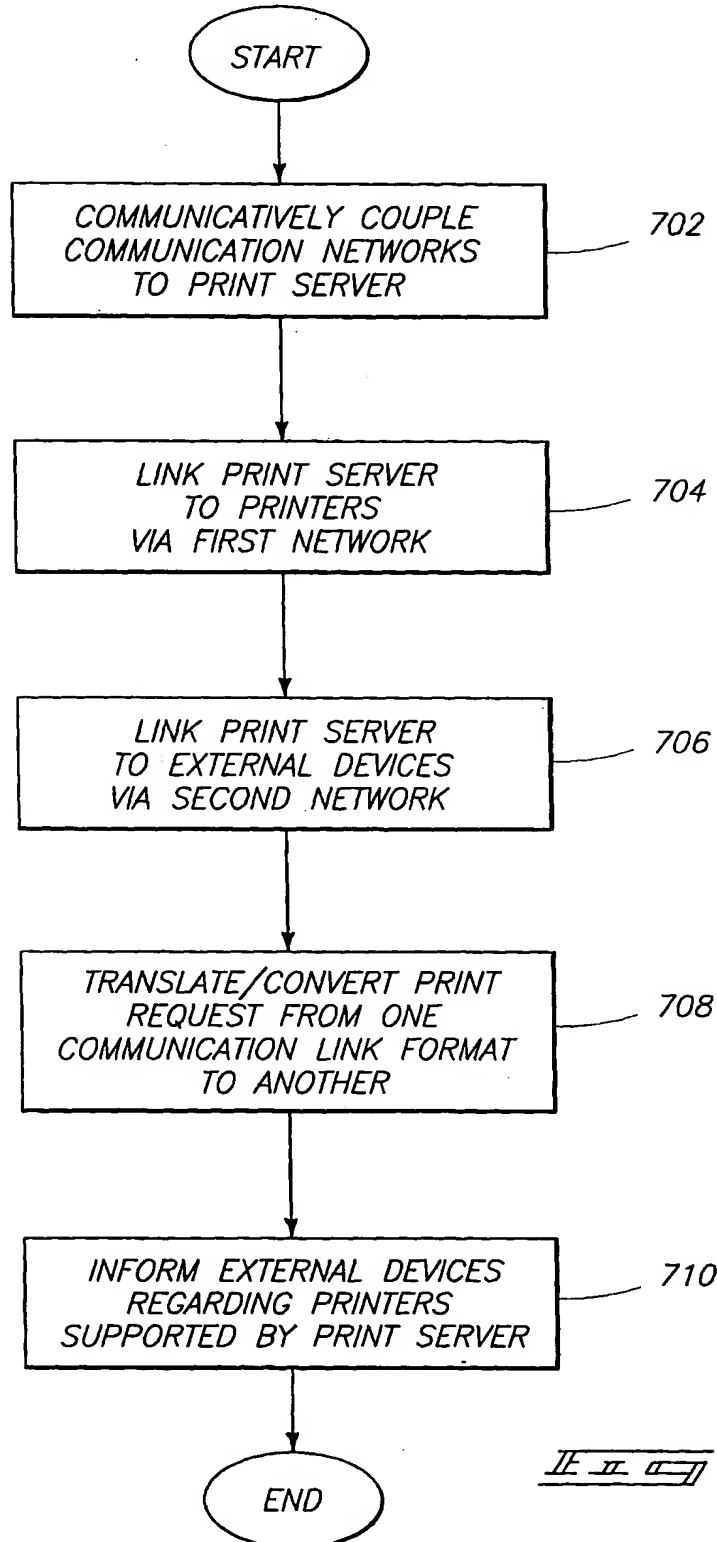 START
COMMUNICATIVELY COUPLE
COMMUNICATION NETWORKS
TO PRINT SERVER
702
LINK PRINT SERVER
TO PRINTERS
VIA FIRST NETWORK
704
LINK PRINT SERVER
TO EXTERNAL DEVICES
VIA SECOND NETWORK
706
TRANSLATE/CONVERT PRINT
REQUEST FROM ONE
COMMUNICATION LINK FORMAT
TO ANOTHER
708
INFORM EXTERNAL DEVICES
REGARDING PRINTERS
SUPPORTED BY PRINT SERVER
710
END
FIG